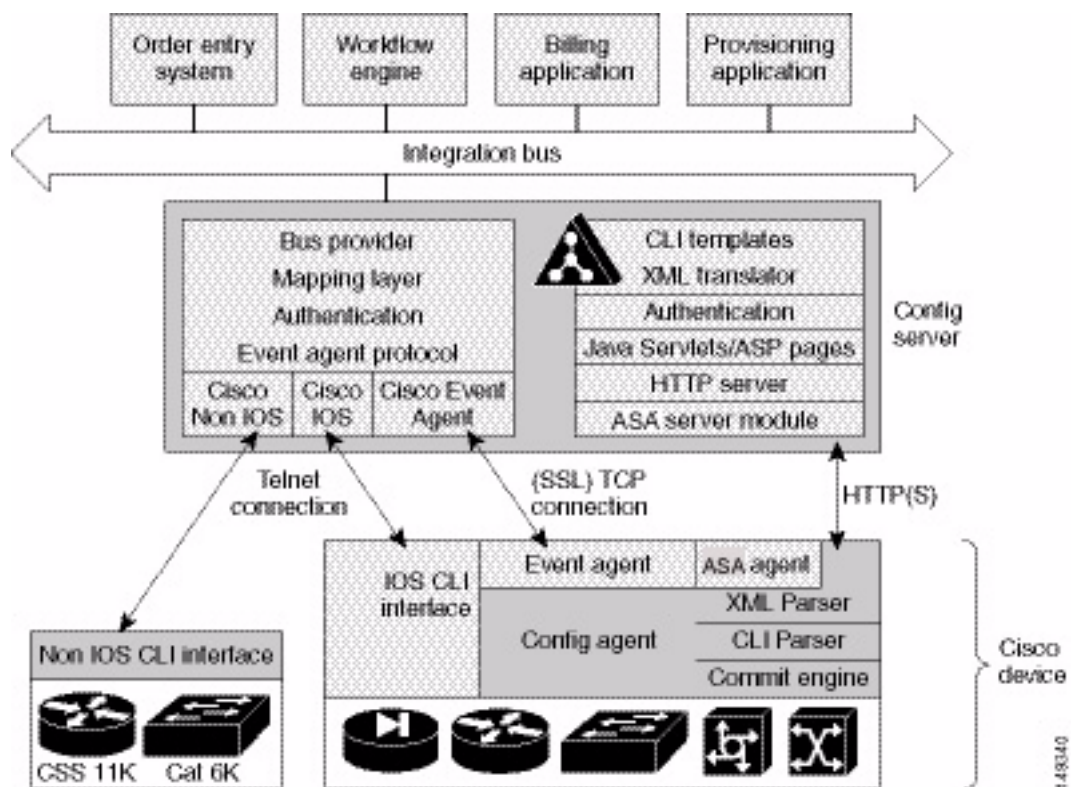 Order entry
system
Workflow
engine
Billing
application
Provisioning
application
Integration bus
Bus provider
Mapping layer
Authentication
Event agent protocol
Cisco
Non IOS
Cisco
IOS
Cisco Event
Agent
CLI templates
XML translator
Authentication
Java Servlets/ASP pages
HTTP server
ASA server module
Config
server
Telnet
connection
{SSL} TCP
connection
HTTP{S}
IOS CLI
interface
Event agent
ASA agent
Config agent
XML Parser
CLI Parser
Commit engine
Cisco
device
Non IOS CLI interface
CSS 11K
Cat 6K
149340